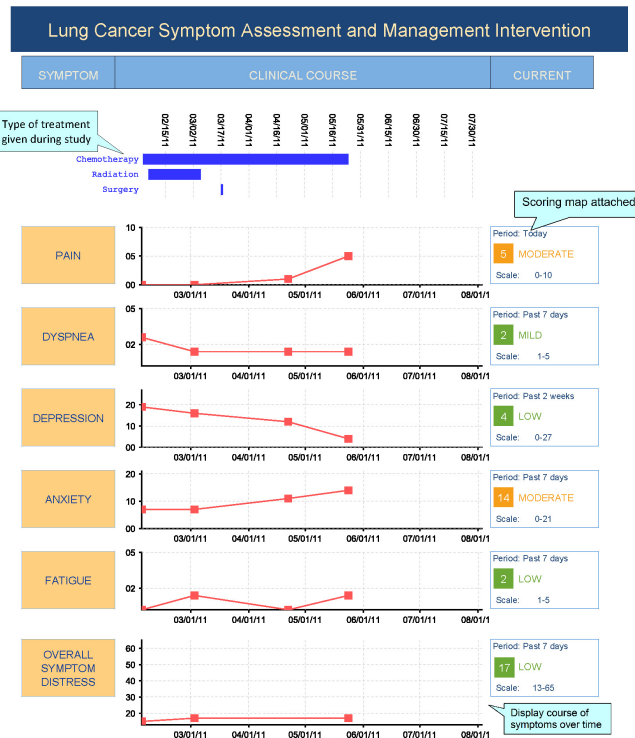 Lung Cancer Symptom Assessment and Management Intervention
SYMPTOM CLINICAL COURSE CURRENT
Type of treatment
given during study
02/15/11 03/02/11 03/17/11 04/01/11 04/16/11 05/01/11 05/16/11 05/31/11 06/15/11 06/30/11 07/15/11 07/30/11
Chemotherapy
Radiation
Surgery
Scoring map attached
PAIN
10
05
00
03/01/11 04/01/11 05/01/11 06/01/11 07/01/11 08/01/1
Period: Today
5 MODERATE
Scale: 0-10
DYSPNEA
05
02
03/01/11 04/01/11 05/01/11 06/01/11 07/01/11 08/01/1
Period: Past 7 days
2 MILD
Scale: 1-5
DEPRESSION
20
10
00
03/01/11 04/01/11 05/01/11 06/01/11 07/01/11 08/01/1
Period: Past 2 weeks
4 LOW
Scale: 0-27
ANXIETY
20
10
00
03/01/11 04/01/11 05/01/11 06/01/11 07/01/11 08/01/1
Period: Past 7 days
14 MODERATE
Scale: 0-21
FATIGUE
05
02
03/01/11 04/01/11 05/01/11 06/01/11 07/01/11 08/01/1
Period: Past 7 days
2 LOW
Scale: 1-5
OVERALL
SYMPTOM
DISTRESS
60
50
40
30
20
03/01/11 04/01/11 05/01/11 06/01/11 07/01/11 08/01/1
Period: Past 7 days
17 LOW
Scale: 13-65
Display course of
symptoms over time